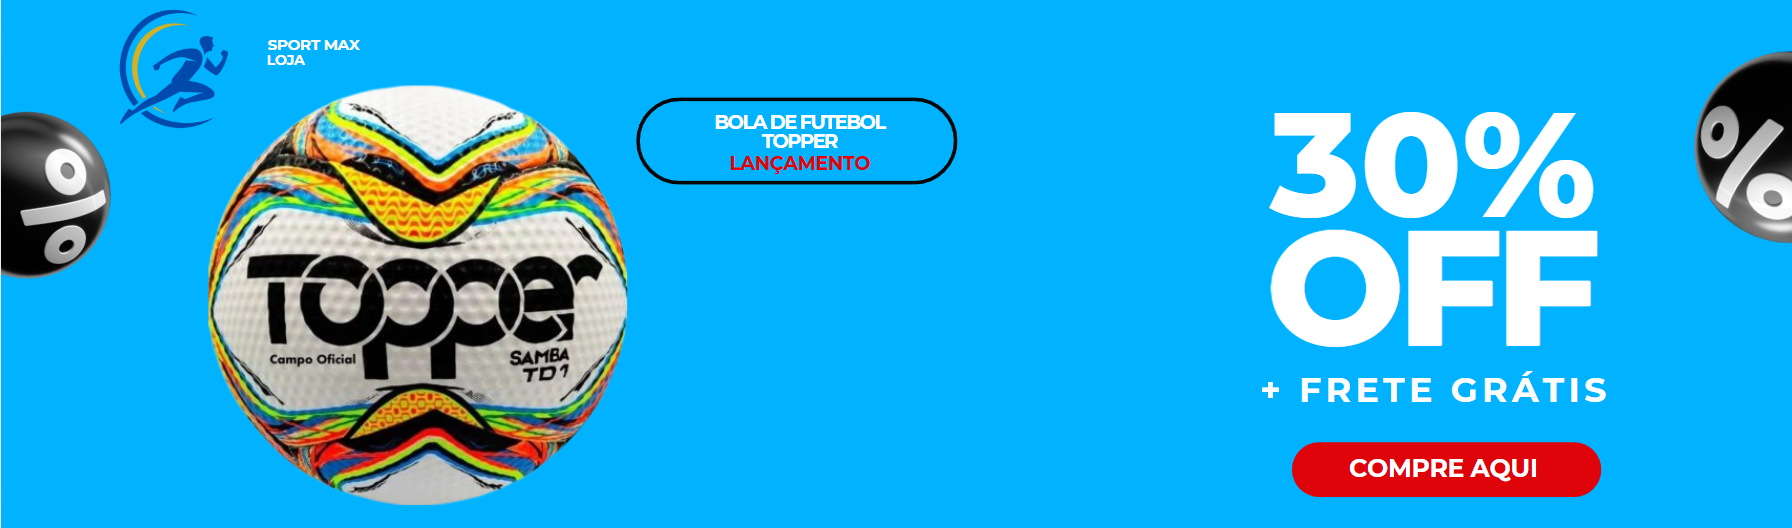 SPORT MAX
LOJA
%
Topper
Campo Oficial
SAMBA
TD1
BOLA DE FUTEBOL
TOPPER
LANÇAMENTO
30%
OFF
+ FRETE GRÁTIS
COMPRE AQUI
%